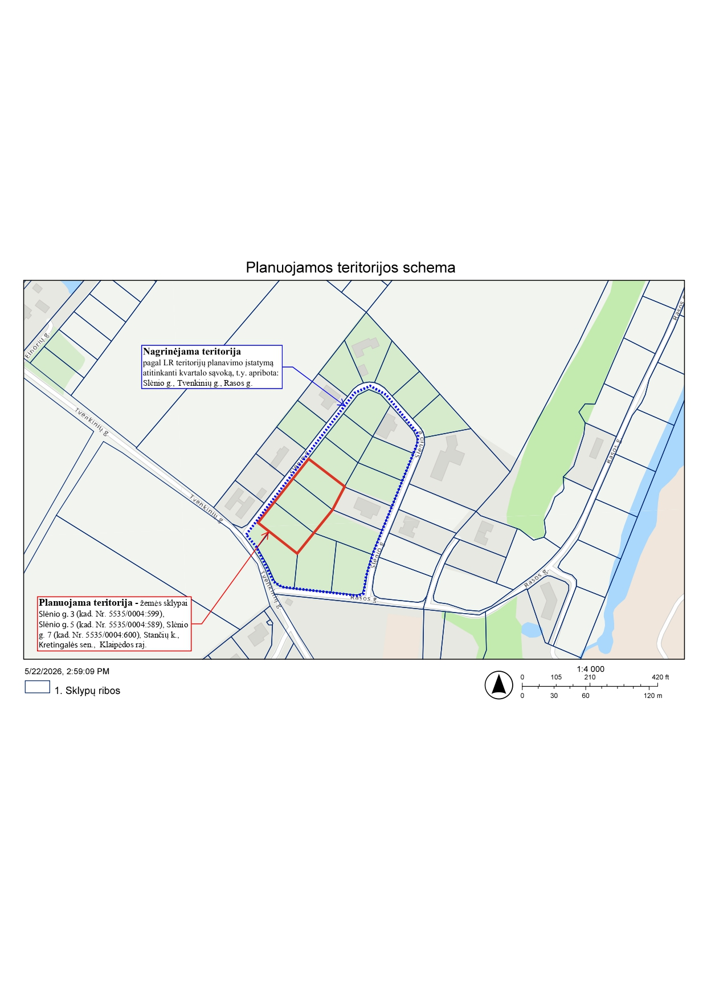 Planuojamos teritorijos schema
Rasos g.
Einorių g.
Nagrinėjama teritorija
pagal LR teritorijų planavimo įstatymą
atitinkanti kvartalo sąvoką, t.y. apribota:
Slėnio g., Tvenkinių g., Rasos g.
Tvenkinių g.
Slėnio g.
Slėnio g.
Rasos g.
Tvenkinių g.
Slėnio g.
Rasos g.
Tvenkinių g.
Rasos g.
Planuojama teritorija - žemės sklypai
Slėnio g. 3 (kad. Nr. 5535/0004:599),
Slėnio g. 5 (kad. Nr. 5535/0004:589), Slėnio
g. 7 (kad. Nr. 5535/0004:600), Stančių k.,
Kretingalės sen., Klaipėdos raj.
5/22/2026, 2:59:09 PM
1. Sklypų ribos
1:4 000
0 105 210 420 ft
0 30 60 120 m